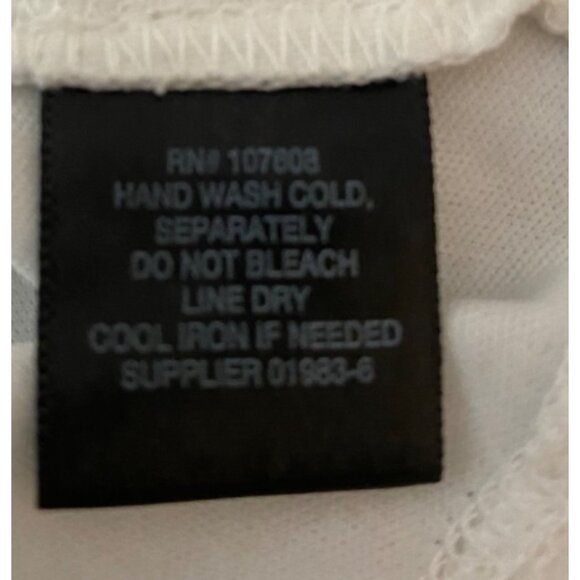 RN# 107603
HAND WASH COLD,
SEPARATELY
DO NOT BLEACH
LINE DRY
COOL IRON IF NEEDED
SUPPLIER 01983-6